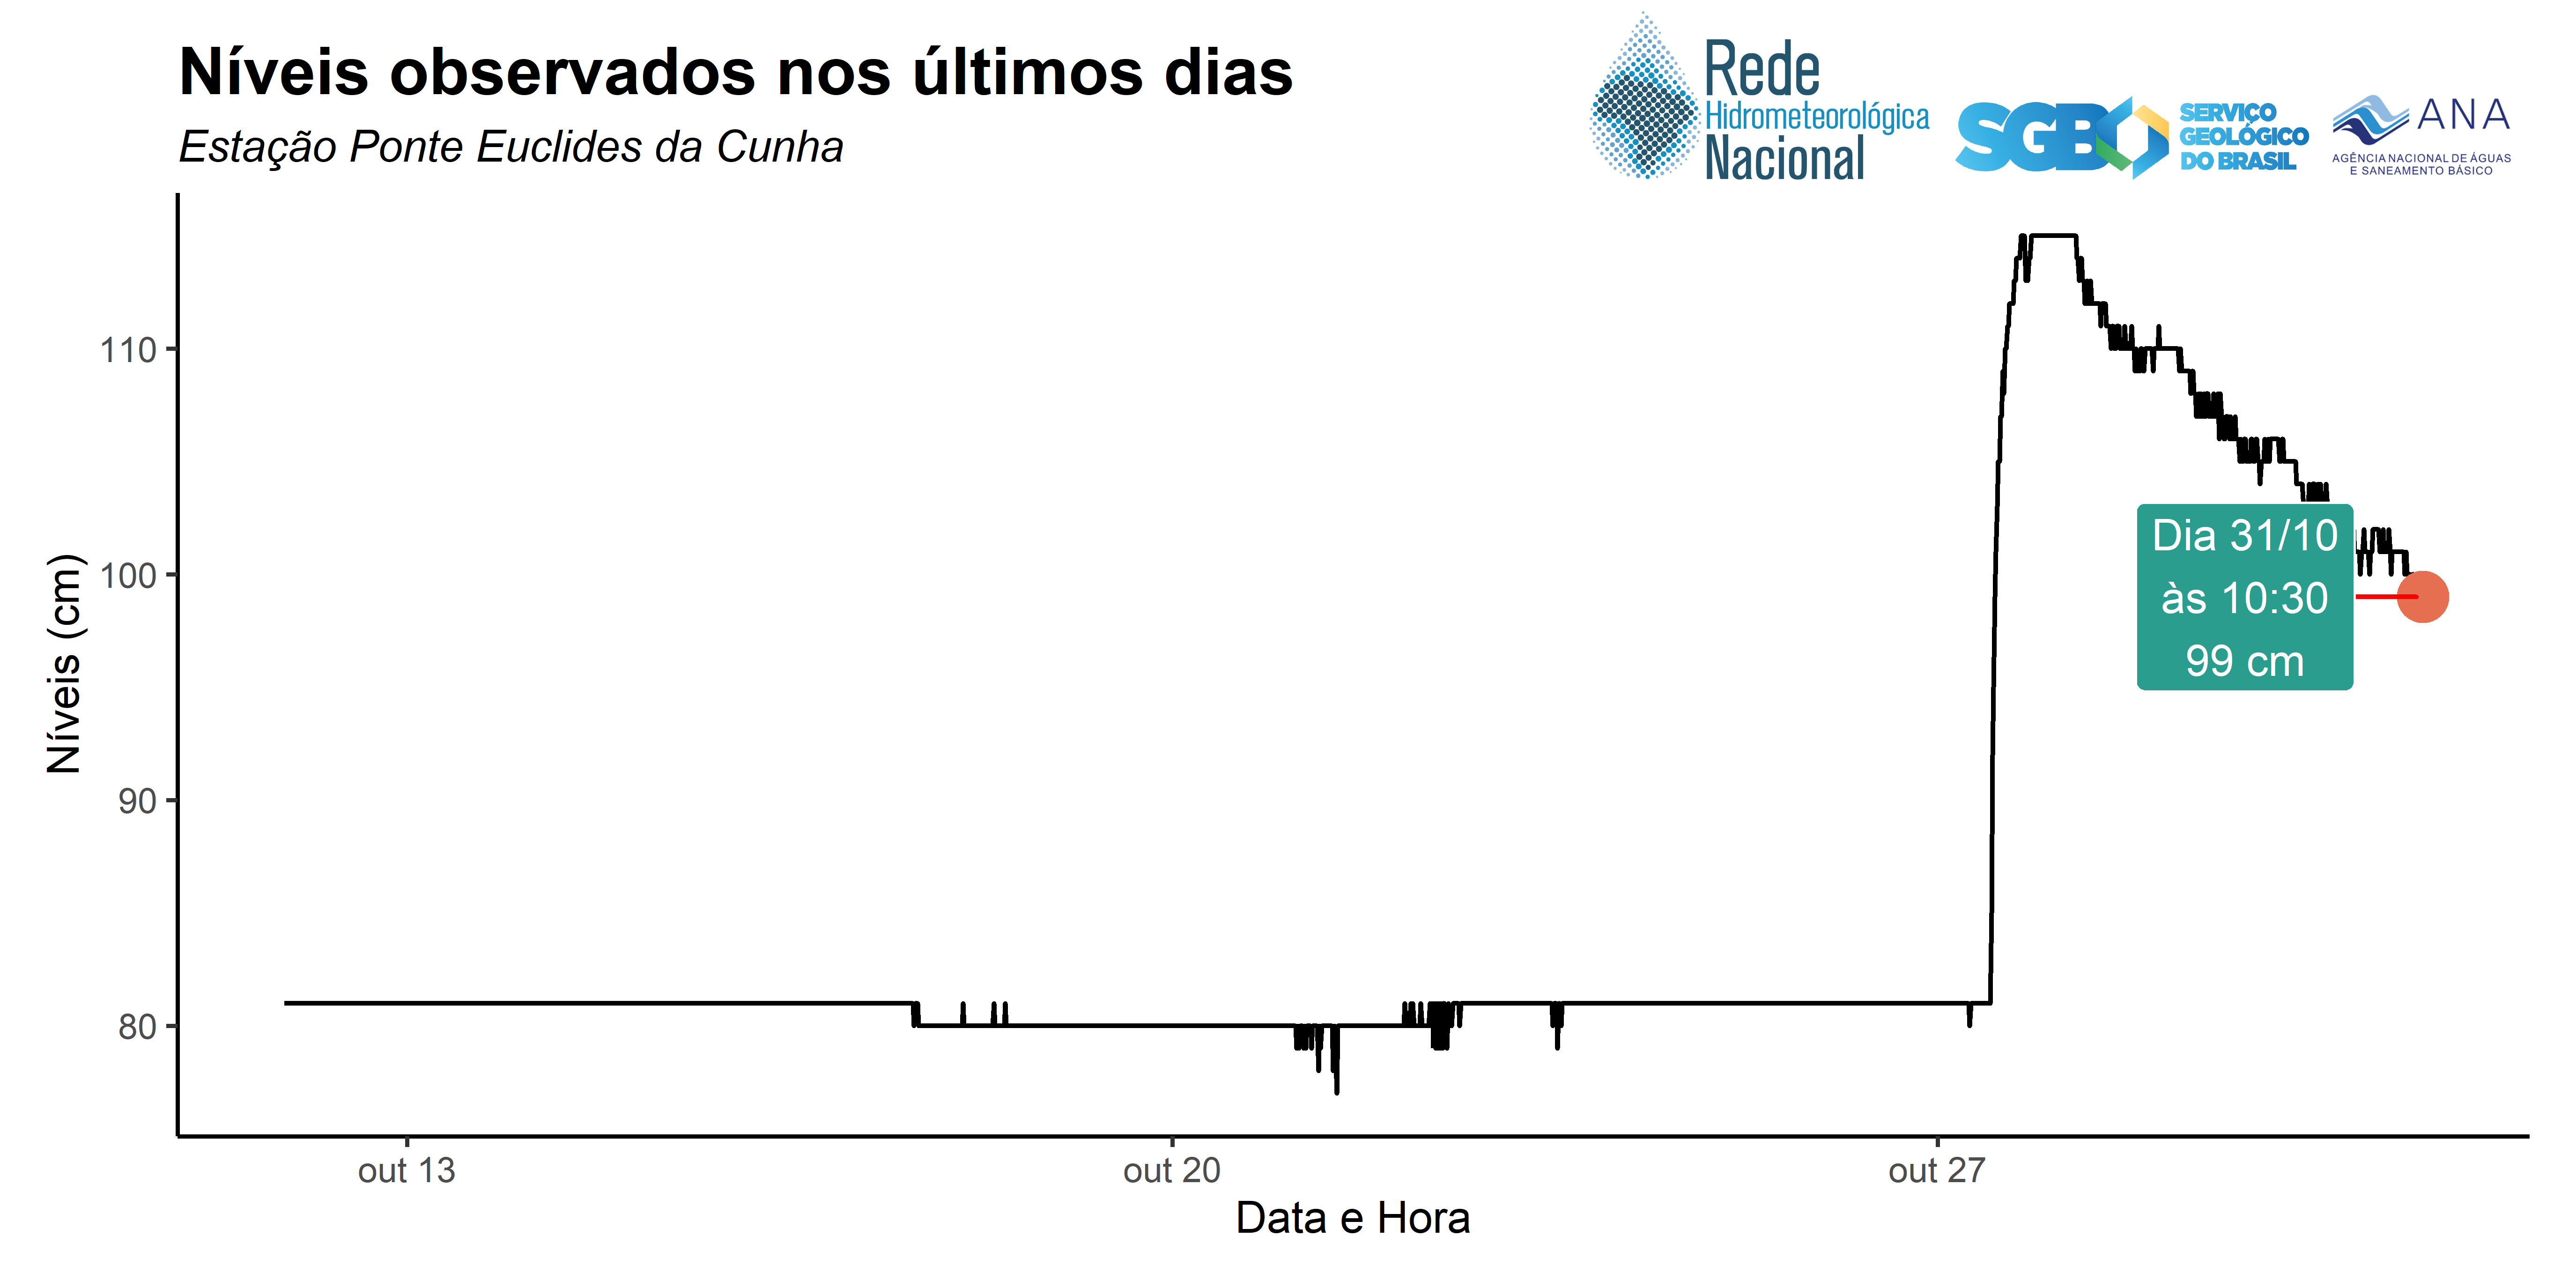 Níveis observados nos últimos dias
Estação Ponte Euclides da Cunha
Rede
Hidrometeorológica
Nacional
SGB
SERVIÇO
GEOLÓGICO
DO BRASIL
ANA
AGÊNCIA NACIONAL DE ÁGUAS
E SANEAMENTO BÁSICO
Níveis (cm)
110
100
90
80
Dia 31/10
às 10:30
99 cm
out 13
out 20
out 27
Data e Hora